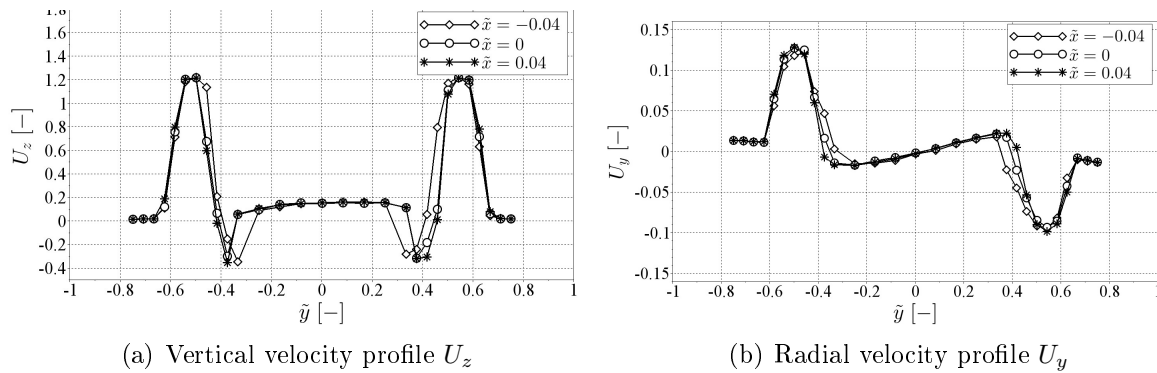 1.8
1.6
1.4
1.2
1
0.8
0.6
0.4
0.2
0
-0.2
-0.4
U_z [−]
-1 -0.8 -0.6 -0.4 -0.2 0 0.2 0.4 0.6 0.8 1
ỹ [−]
x̃ = −0.04
x̃ = 0
x̃ = 0.04
(a) Vertical velocity profile U_z
0.15
0.1
0.05
0
-0.05
-0.1
-0.15
U_y [−]
-1 -0.8 -0.6 -0.4 -0.2 0 0.2 0.4 0.6 0.8 1
ỹ [−]
x̃ = −0.04
x̃ = 0
x̃ = 0.04
(b) Radial velocity profile U_y